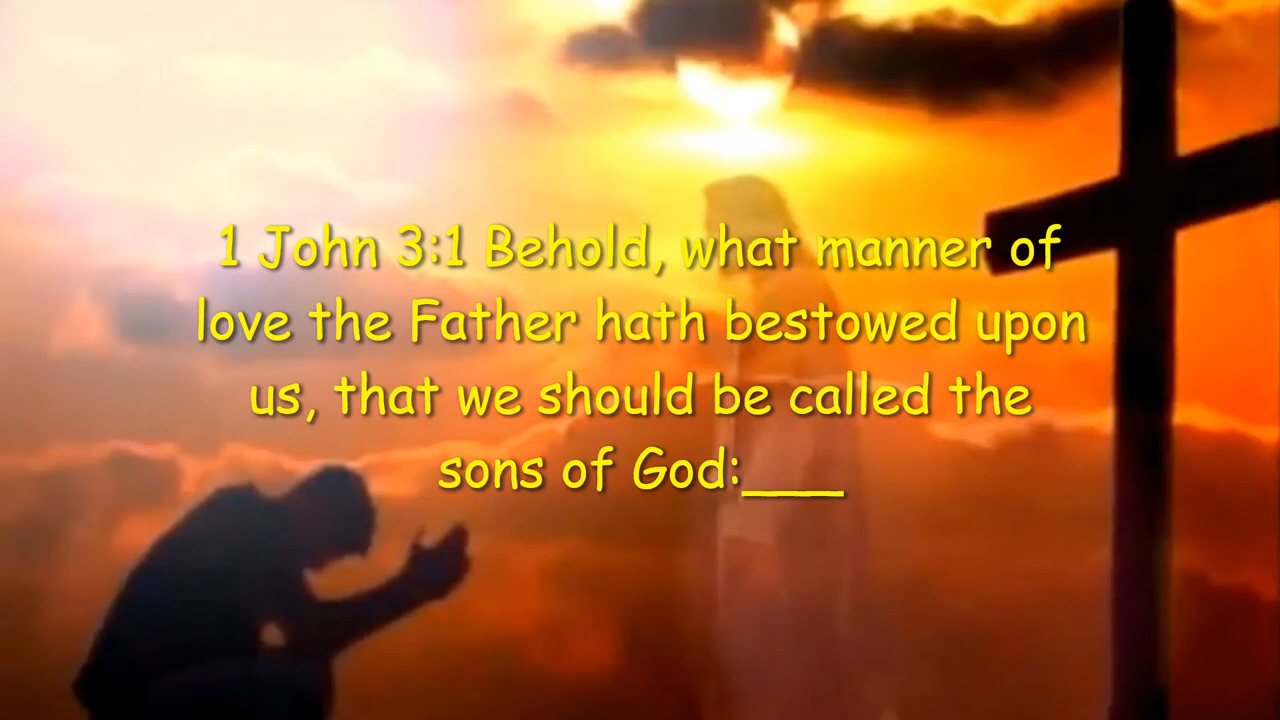 1 John 3:1 Behold, what manner of
love the Father hath bestowed upon
us, that we should be called the
sons of God:___